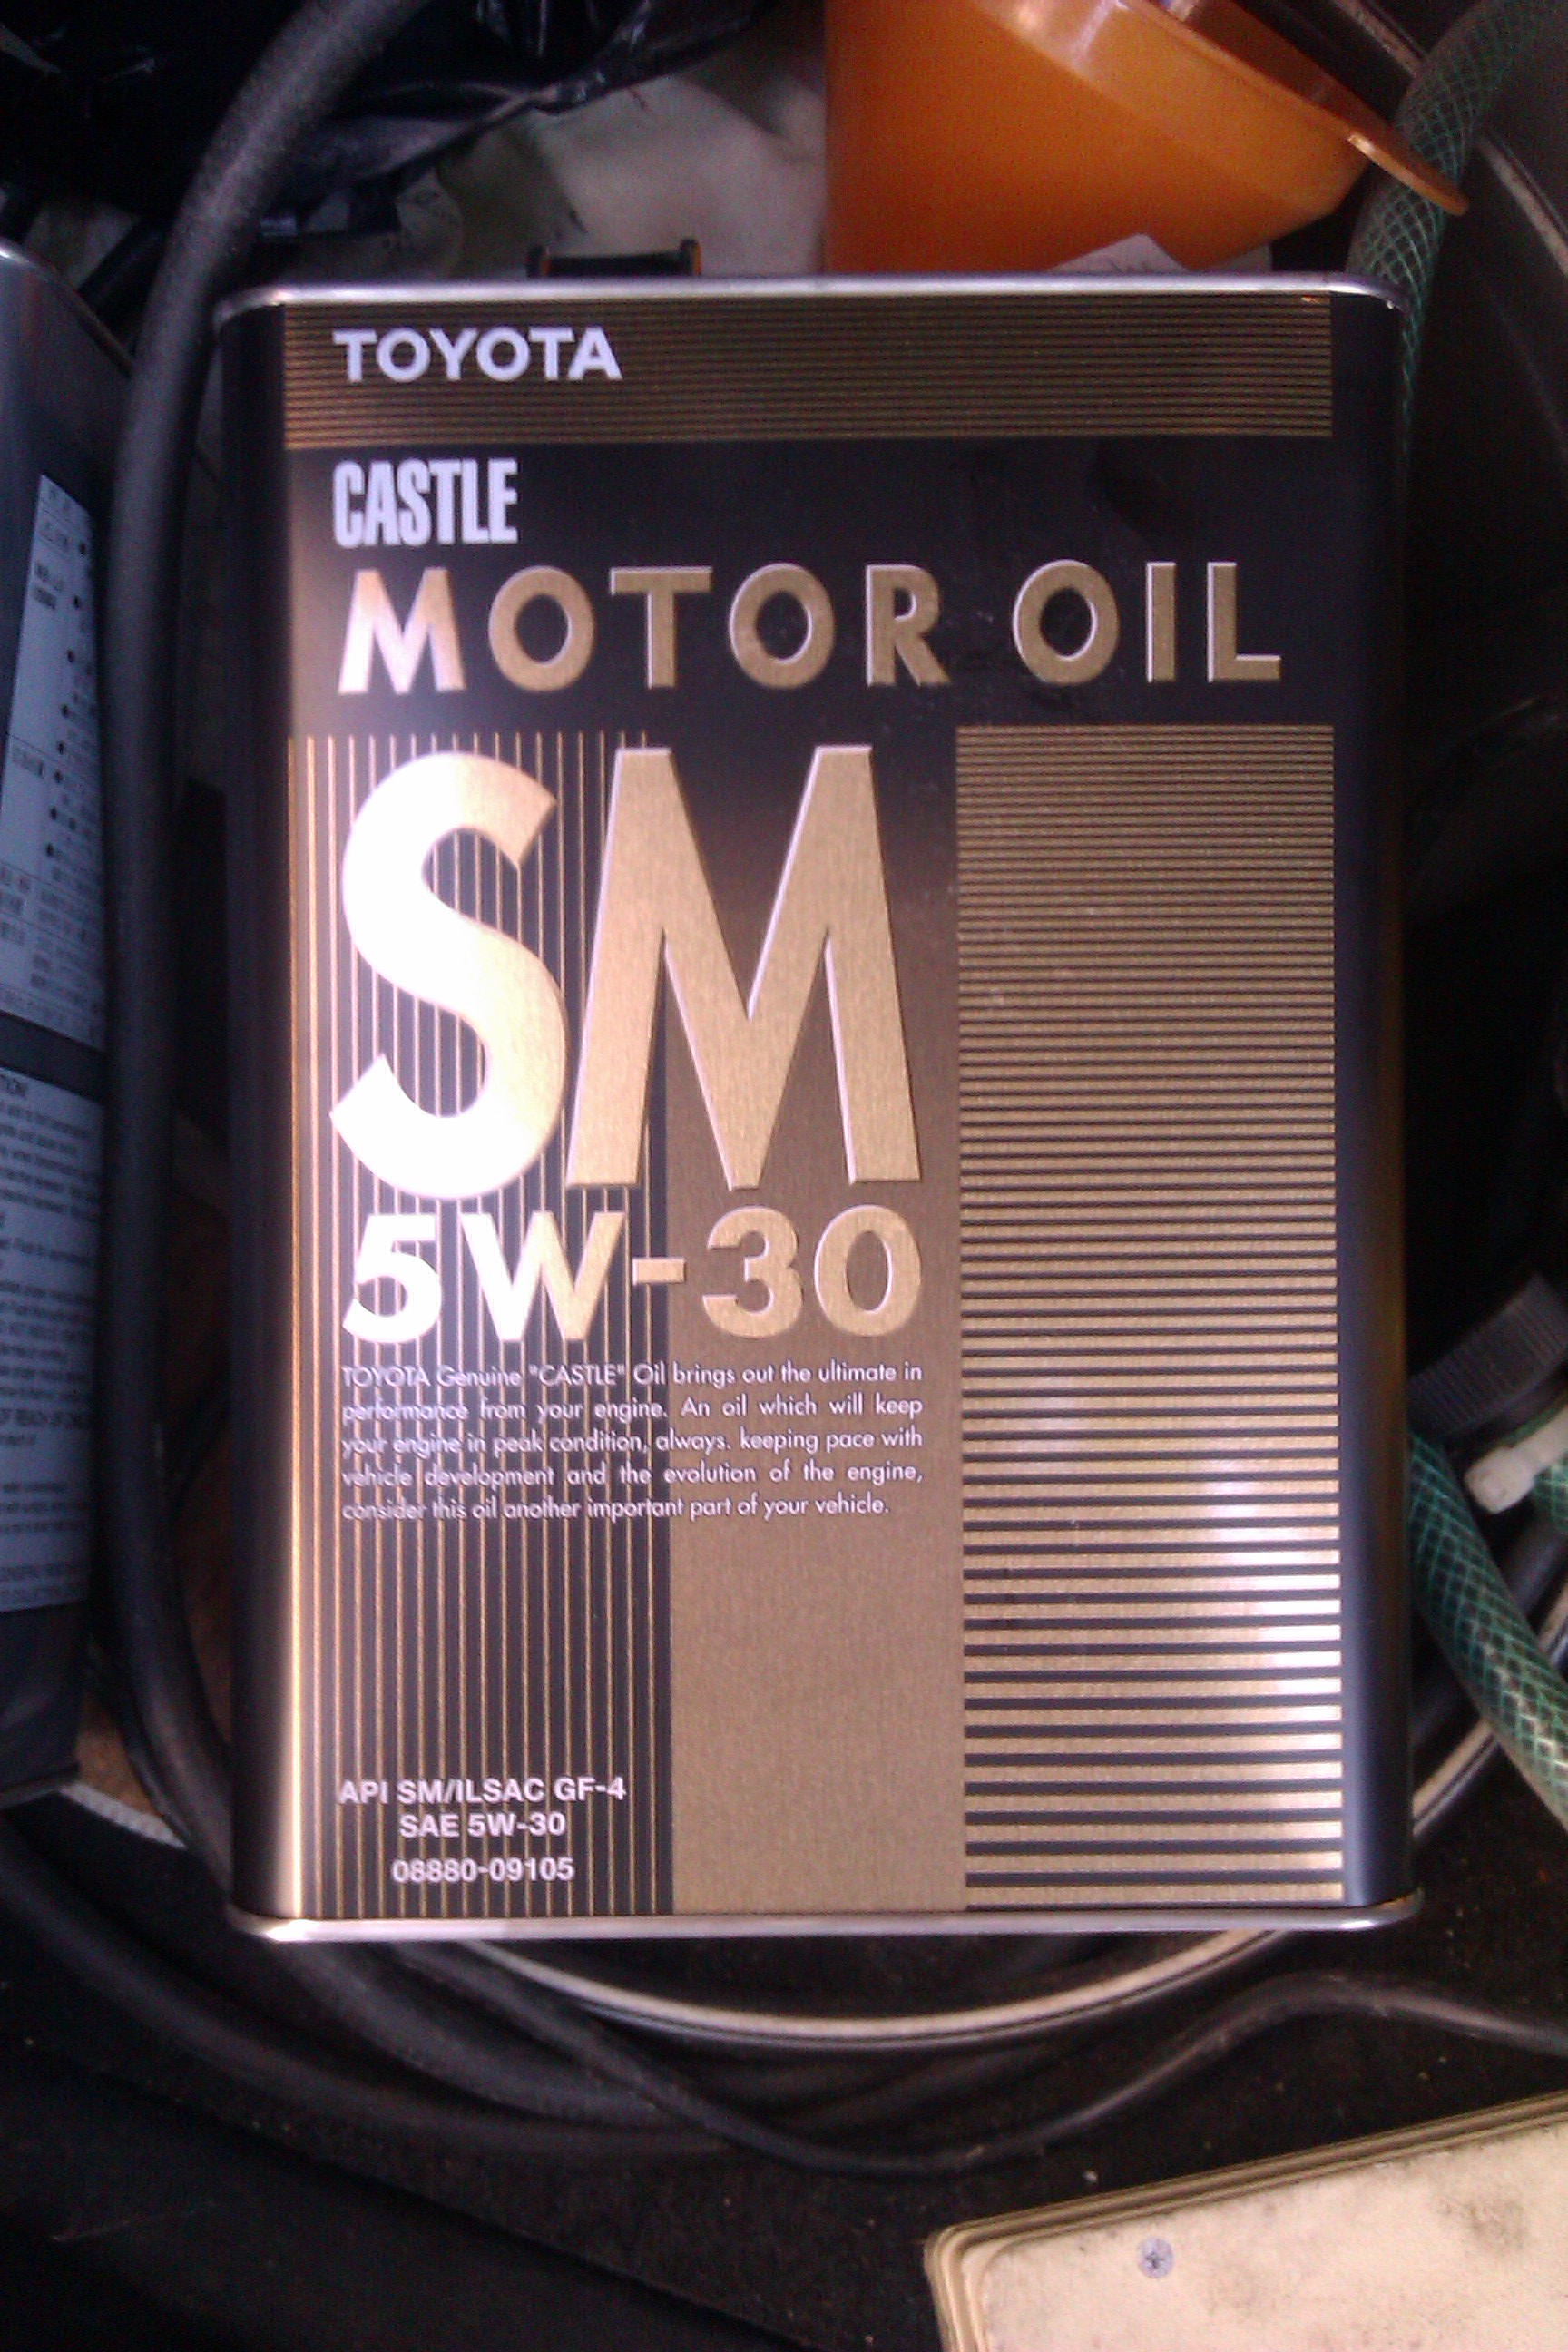 TOYOTA
CASTLE
MOTOR OIL
SM
5W-30
TOYOTA Genuine "CASTLE" Oil brings out the ultimate in
performance from your engine. An oil which will keep
your engine in peak condition, always. keeping pace with
vehicle development and the evolution of the engine,
consider this oil another important part of your vehicle.
API SM/ILSAC GF-4
SAE 5W-30
08880-09105